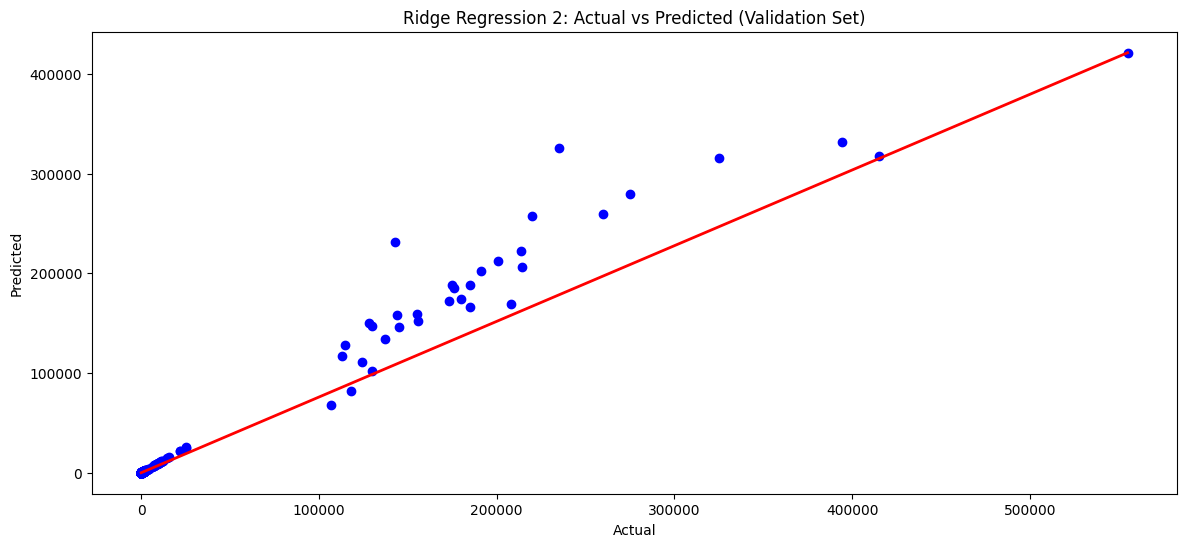 Ridge Regression 2: Actual vs Predicted (Validation Set)
400000
300000
200000
100000
0
Predicted
0 100000 200000 300000 400000 500000
Actual